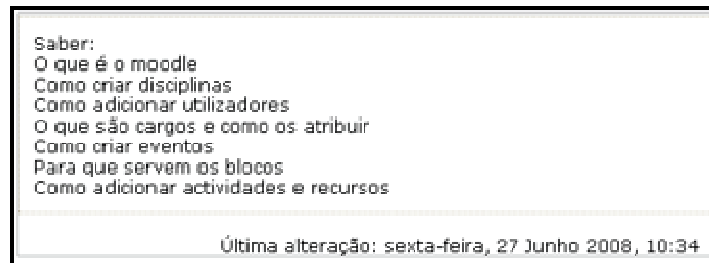 Saber:
O que é o moodle
Como criar disciplinas
Como adicionar utilizadores
O que são cargos e como os atribuir
Como criar eventos
Para que servem os blocos
Como adicionar actividades e recursos
Última alteração: sexta-feira, 27 Junho 2008, 10:34